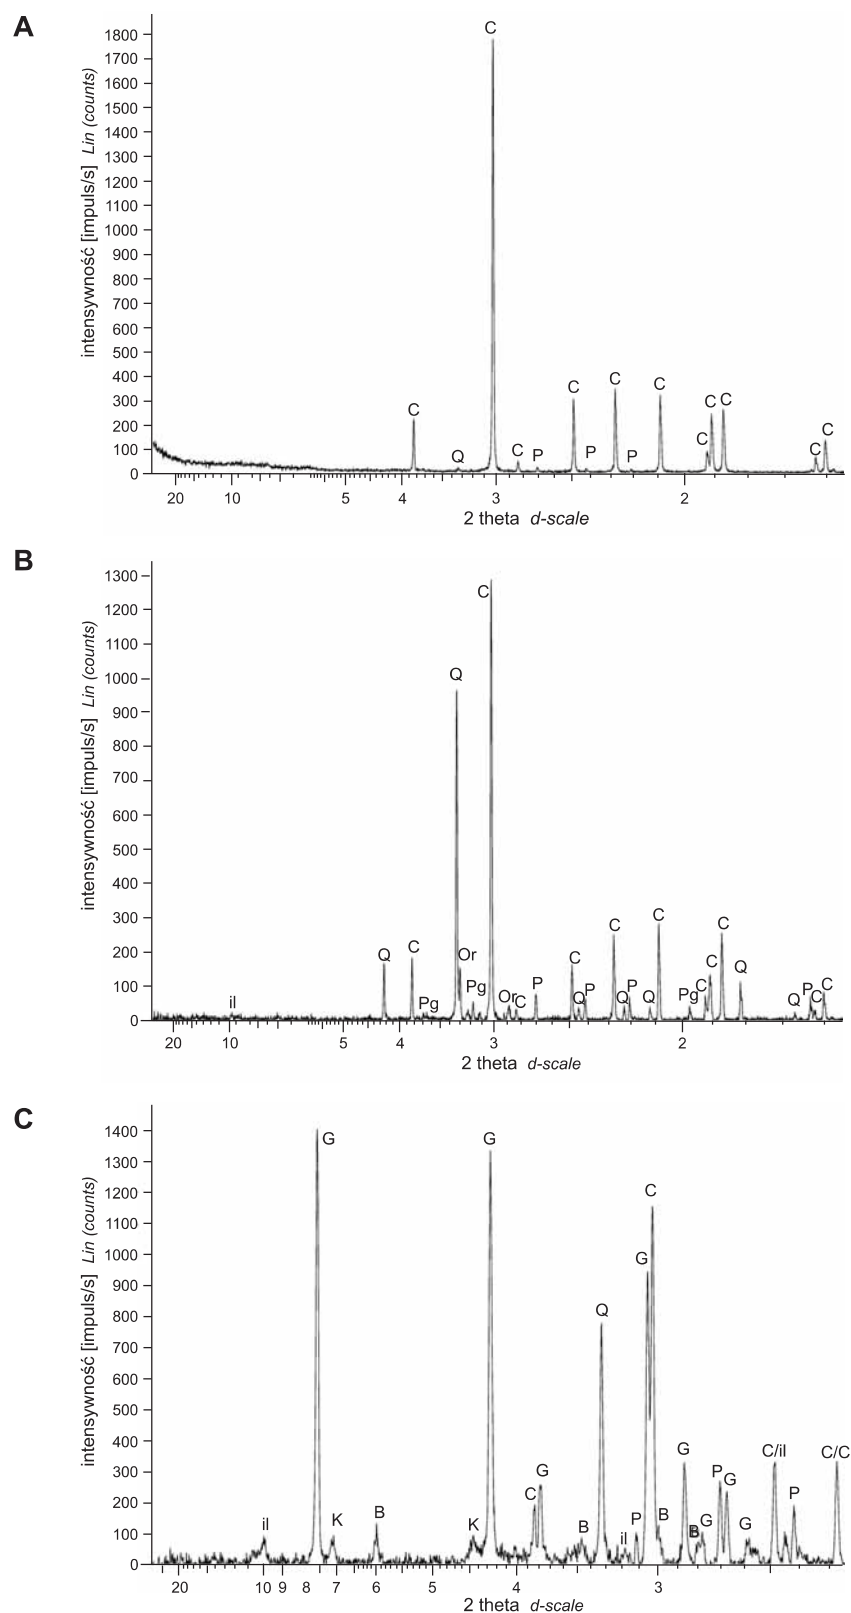 A
intensywność [impuls/s] Lin (counts)
1800
1700
1600
1500
1400
1300
1200
1100
1000
900
800
700
600
500
400
300
200
100
0
C
C
Q
C
P
C
P
C
P
C
C
C
C
C
C
20 10 5 4 3 2
2 theta d-scale
B
intensywność [impuls/s] Lin (counts)
1300
1200
1100
1000
900
800
700
600
500
400
300
200
100
0
il
Q
C
Pg
Q
Or
Pg
C
Or
C
P
C
Q
P
C
Q
P
Q
C
Pg
C
C
C
Q
Q
P
C
C
20 10 5 4 3 2
2 theta d-scale
C
intensywność [impuls/s] Lin (counts)
1400
1300
1200
1100
1000
900
800
700
600
500
400
300
200
100
0
il
G
K
B
K
G
C
G
B
Q
il
P
G
C
B
G
B
G
P
G
G
C/il
P
C/C
20 10 9 8 7 6 5 4 3
2 theta d-scale